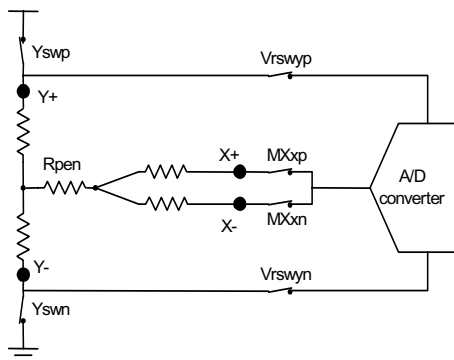 Yswp
Vrswyp
Y+
Rpen
X+
MXxp
A/D
converter
X-
MXxn
Y-
Yswn
Vrswyn